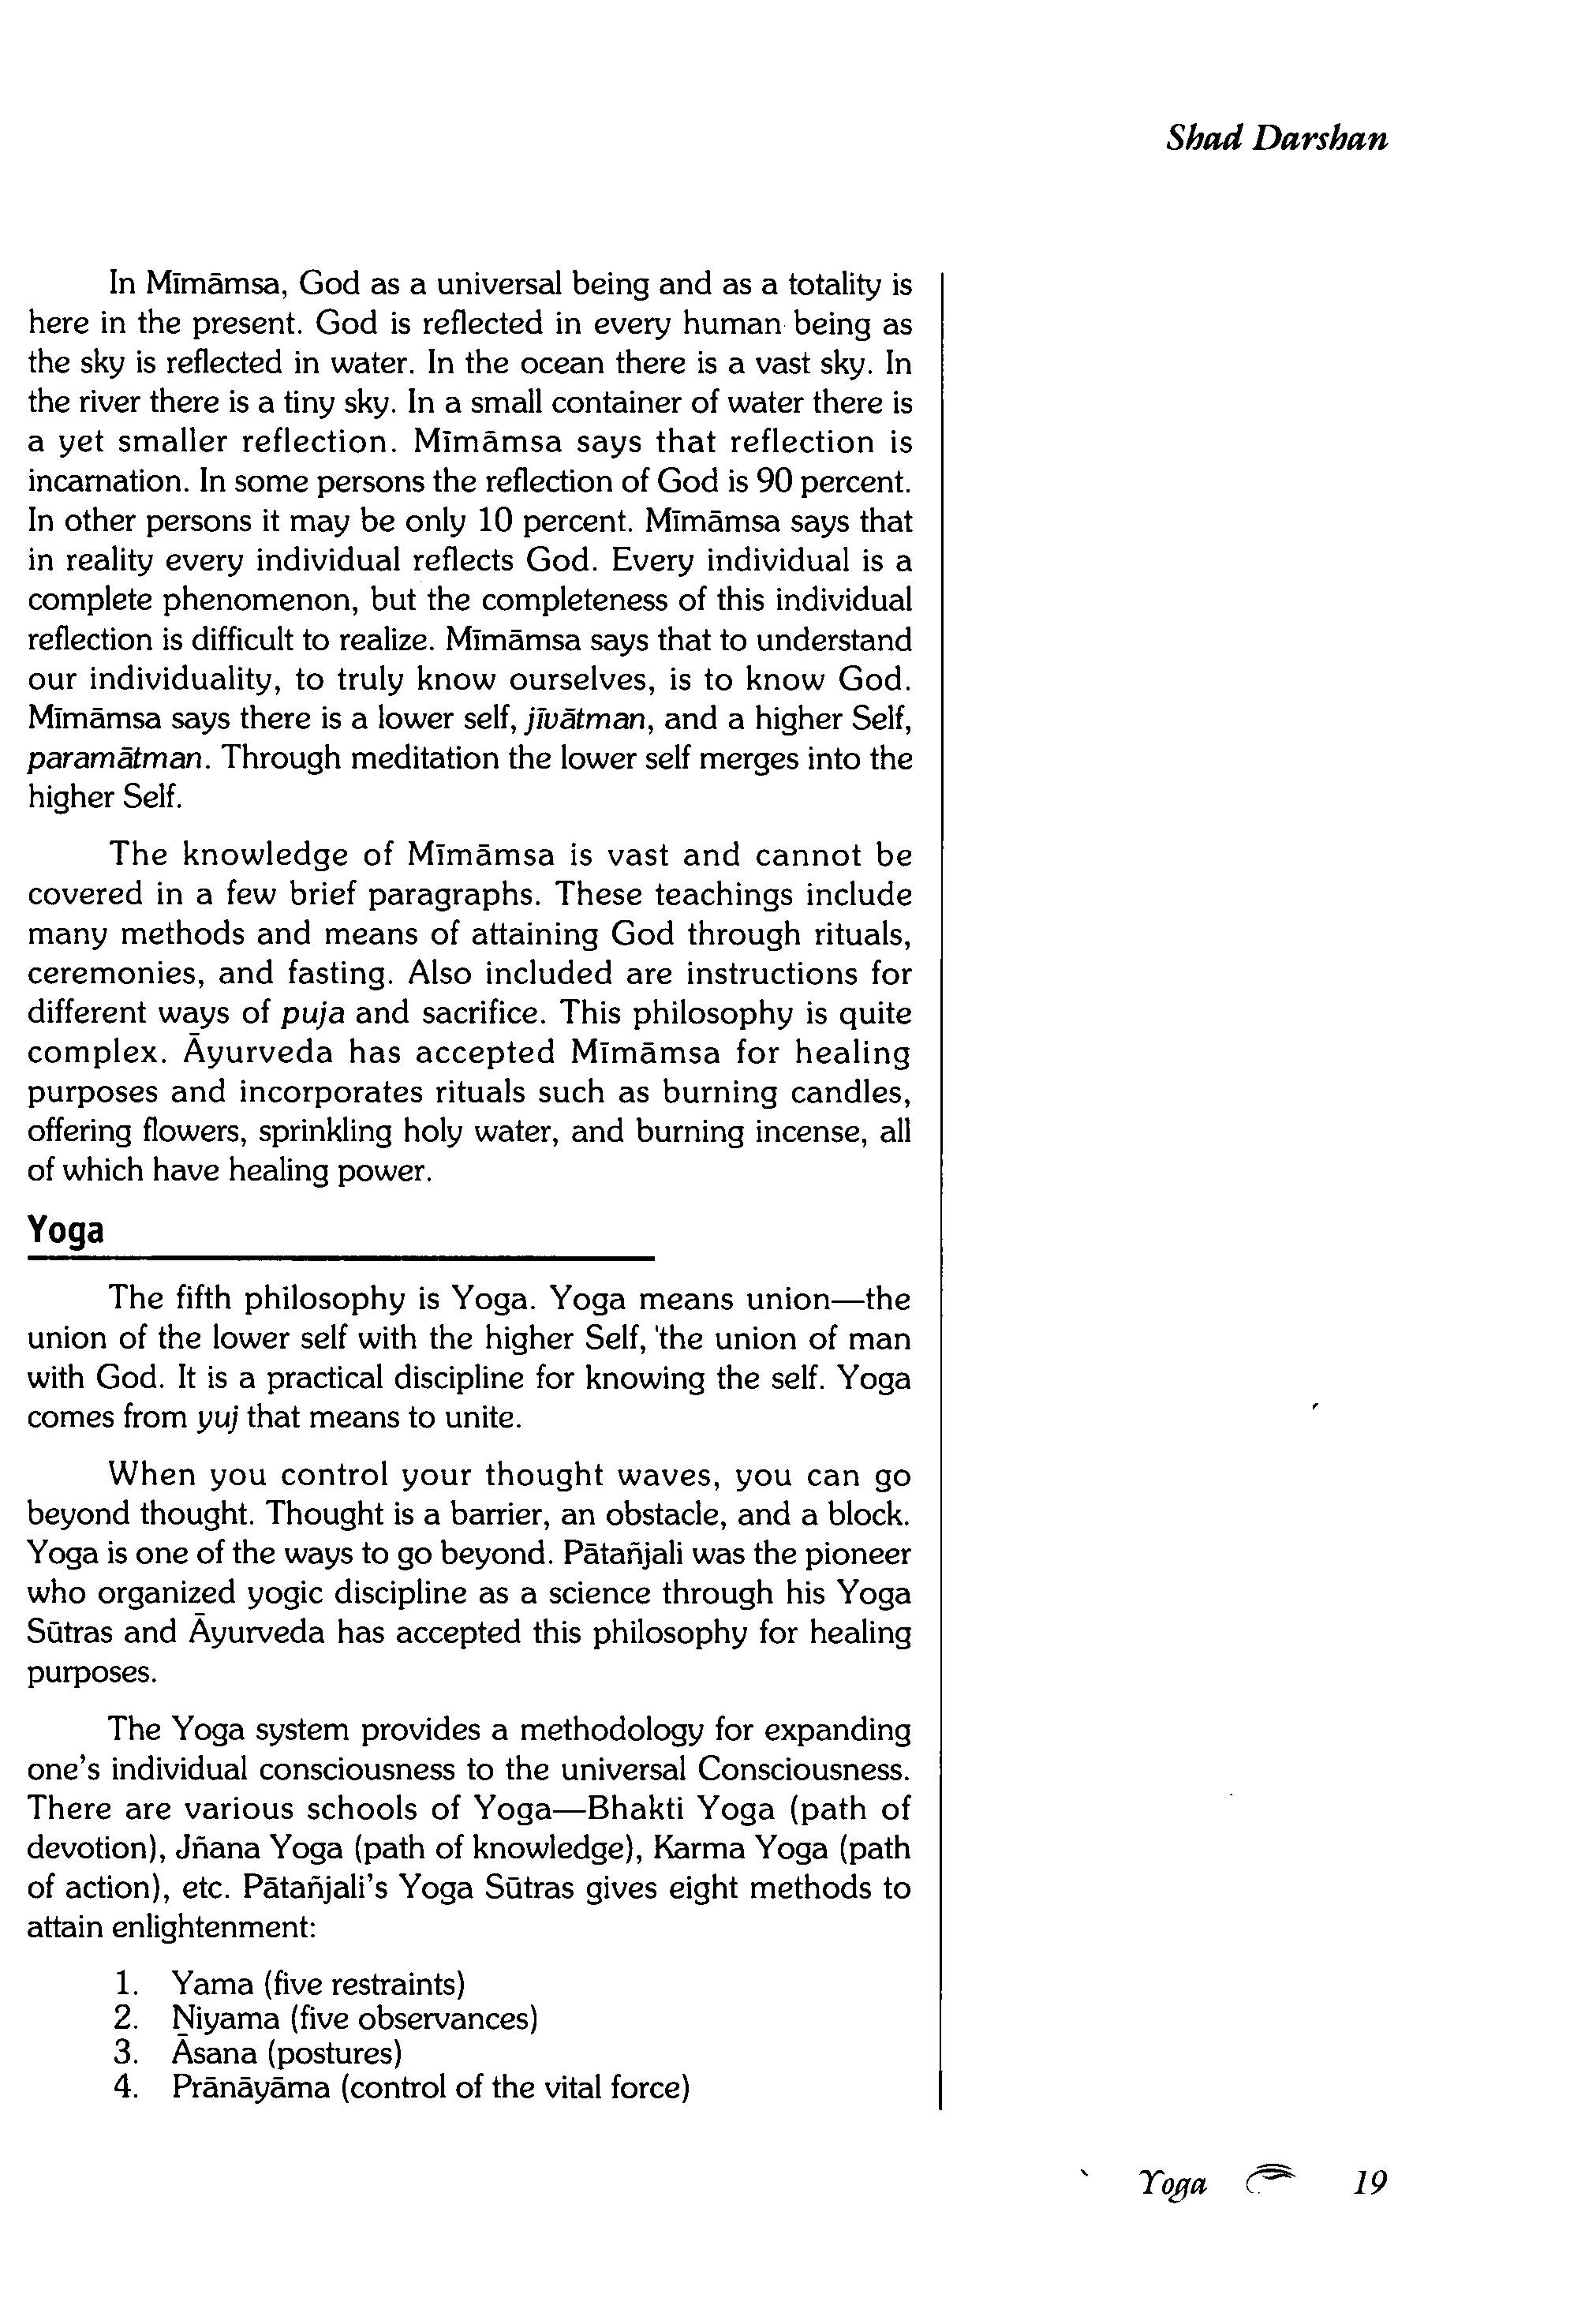 Shad Darshan
In Mīmāmsa, God as a universal being and as a totality is
here in the present. God is reflected in every human being as
the sky is reflected in water. In the ocean there is a vast sky. In
the river there is a tiny sky. In a small container of water there is
a yet smaller reflection. Mīmāmsa says that reflection is
incarnation. In some persons the reflection of God is 90 percent.
In other persons it may be only 10 percent. Mīmāmsa says that
in reality every individual reflects God. Every individual is a
complete phenomenon, but the completeness of this individual
reflection is difficult to realize. Mīmāmsa says that to understand
our individuality, to truly know ourselves, is to know God.
Mīmāmsa says there is a lower self, jīvātman, and a higher Self,
paramātman. Through meditation the lower self merges into the
higher Self.
The knowledge of Mīmāmsa is vast and cannot be
covered in a few brief paragraphs. These teachings include
many methods and means of attaining God through rituals,
ceremonies, and fasting. Also included are instructions for
different ways of puja and sacrifice. This philosophy is quite
complex. Āyurveda has accepted Mīmāmsa for healing
purposes and incorporates rituals such as burning candles,
offering flowers, sprinkling holy water, and burning incense, all
of which have healing power.
Yoga
The fifth philosophy is Yoga. Yoga means union—the
union of the lower self with the higher Self, 'the union of man
with God. It is a practical discipline for knowing the self. Yoga
comes from yuj that means to unite.
When you control your thought waves, you can go
beyond thought. Thought is a barrier, an obstacle, and a block.
Yoga is one of the ways to go beyond. Pātañjali was the pioneer
who organized yogic discipline as a science through his Yoga
Sūtras and Āyurveda has accepted this philosophy for healing
purposes.
The Yoga system provides a methodology for expanding
one's individual consciousness to the universal Consciousness.
There are various schools of Yoga—Bhakti Yoga (path of
devotion), Jñana Yoga (path of knowledge), Karma Yoga (path
of action), etc. Pātañjali's Yoga Sūtras gives eight methods to
attain enlightenment:
1. Yama (five restraints)
2. Niyama (five observances)
3. Āsana (postures)
4. Prānāyāma (control of the vital force)
Yoga 19